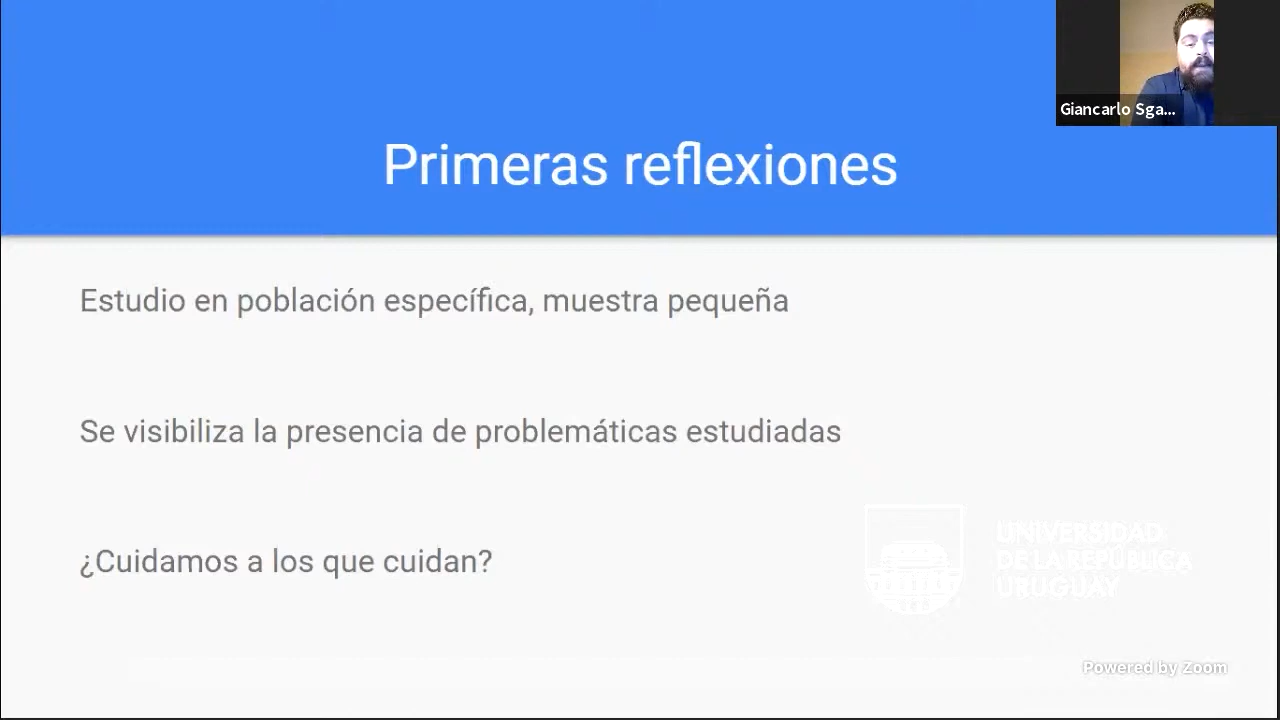 Giancarlo Sga...
Primeras reflexiones
Estudio en población específica, muestra pequeña
Se visibiliza la presencia de problemáticas estudiadas
¿Cuidamos a los que cuidan?
UNIVERSIDAD
DE LA REPÚBLICA
URUGUAY
Powered by Zoom